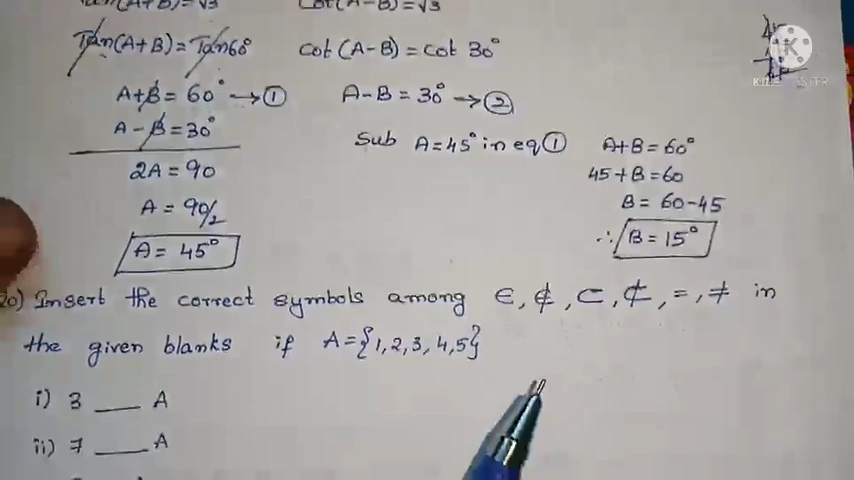 Tan(A+B)=√3 Cot(A-B)=√3
Tan(A+B)=Tan60° cot(A-B)=cot 30°
A+B=60° →① A-B=30° →②
A-B=30° Sub A=45° in eq① A+B=60°
2A=90 45+B=60
A=90/2 B=60-45
A=45° ∴ B=15°
20) Insert the correct symbols among ∈, ∉, ⊂, ⊄, =, ≠ in
the given blanks if A={1,2,3,4,5}
i) 3 ___ A
ii) 7 ___ A